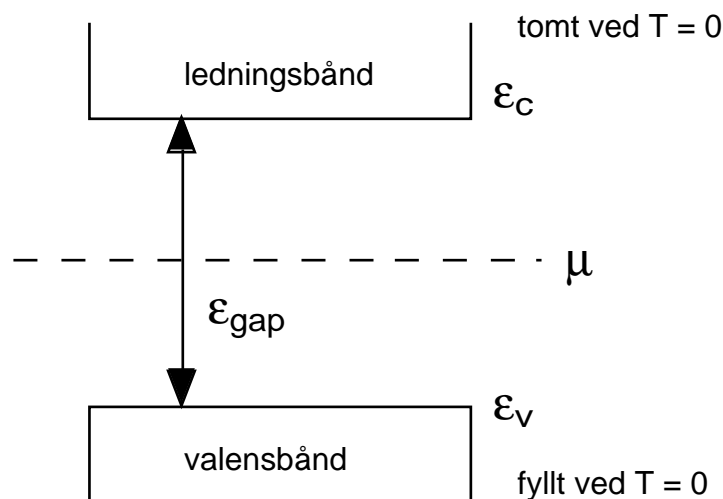 tomt ved T = 0
ledningsbånd
εc
μ
εgap
εv
valensbånd
fyllt ved T = 0